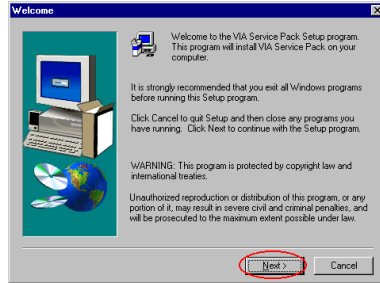 Welcome
Welcome to the VIA Service Pack Setup program.
This program will install VIA Service Pack on your
computer.
It is strongly recommended that you exit all Windows programs
before running this Setup program.
Click Cancel to quit Setup and then close any programs you
have running. Click Next to continue with the Setup program.
WARNING: This program is protected by copyright law and
international treaties.
Unauthorized reproduction or distribution of this program, or any
portion of it, may result in severe civil and criminal penalties, and
will be prosecuted to the maximum extent possible under law.
Next >
Cancel